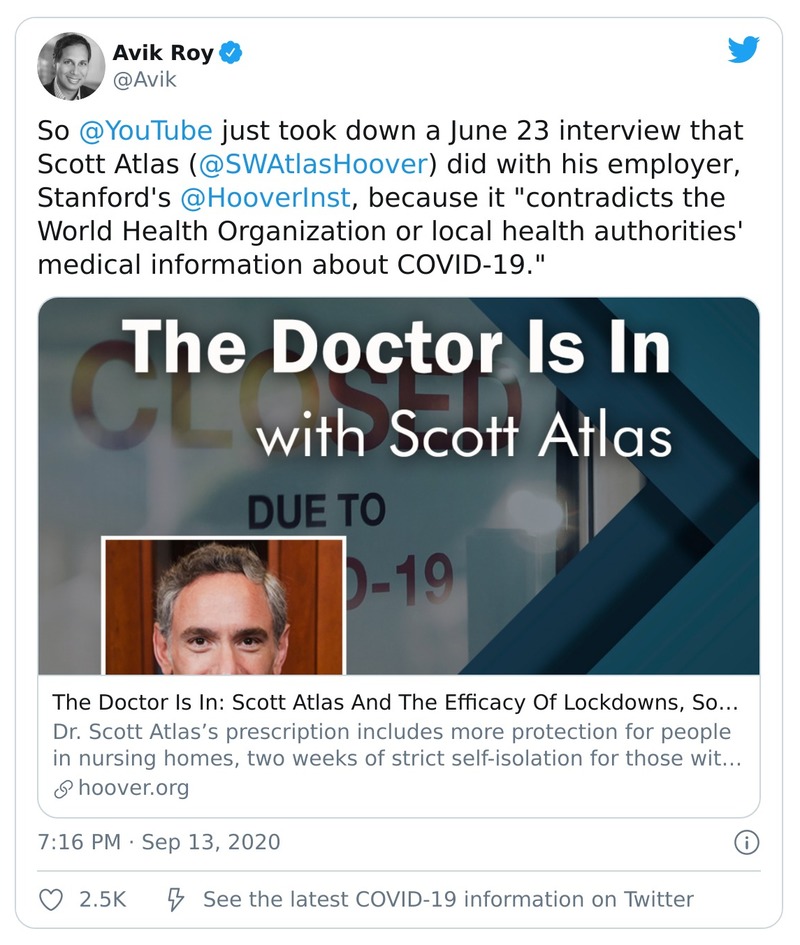 Avik Roy
@Avik
So @YouTube just took down a June 23 interview that
Scott Atlas (@SWAtlasHoover) did with his employer,
Stanford's @HooverInst, because it "contradicts the
World Health Organization or local health authorities'
medical information about COVID-19."
The Doctor Is In
CLOSED
with Scott Atlas
DUE TO
D-19
The Doctor Is In: Scott Atlas And The Efficacy Of Lockdowns, So…
Dr. Scott Atlas’s prescription includes more protection for people
in nursing homes, two weeks of strict self-isolation for those wit…
hoover.org
7:16 PM · Sep 13, 2020
2.5K See the latest COVID-19 information on Twitter